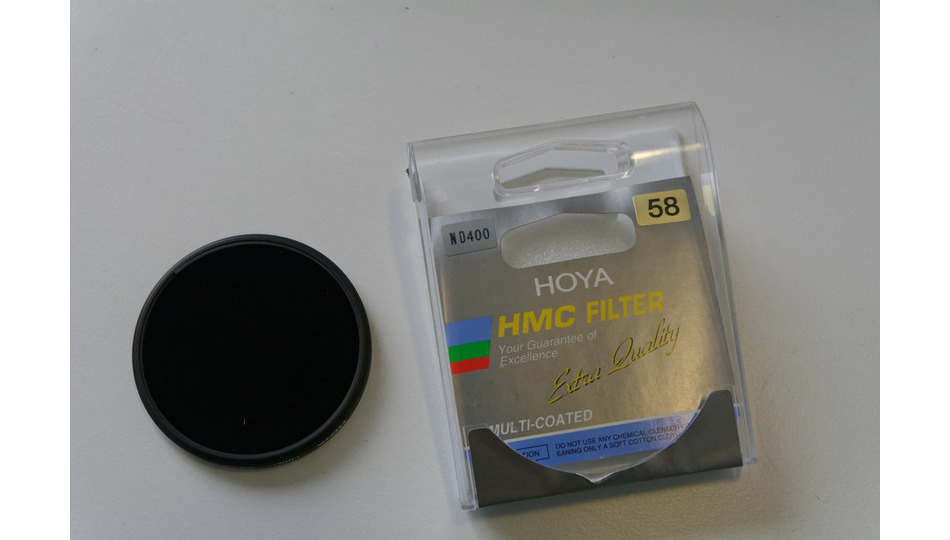 58
ND400
HOYA
HMC FILTER
Your Guarantee of
Excellence
Extra Quality
MULTI-COATED
DO NOT USE ANY CHEMICAL
ONLY A SOFT COTTON